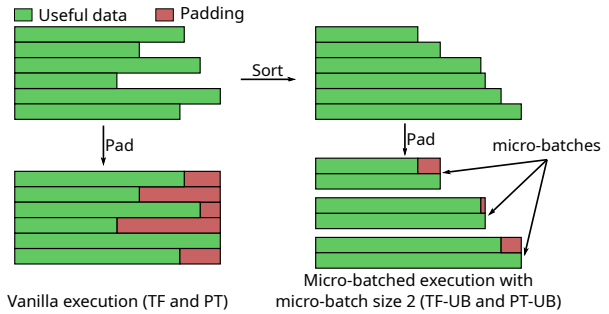 Useful data
Padding
Sort
Pad
Pad
micro-batches
Vanilla execution (TF and PT)
Micro-batched execution with
micro-batch size 2 (TF-UB and PT-UB)